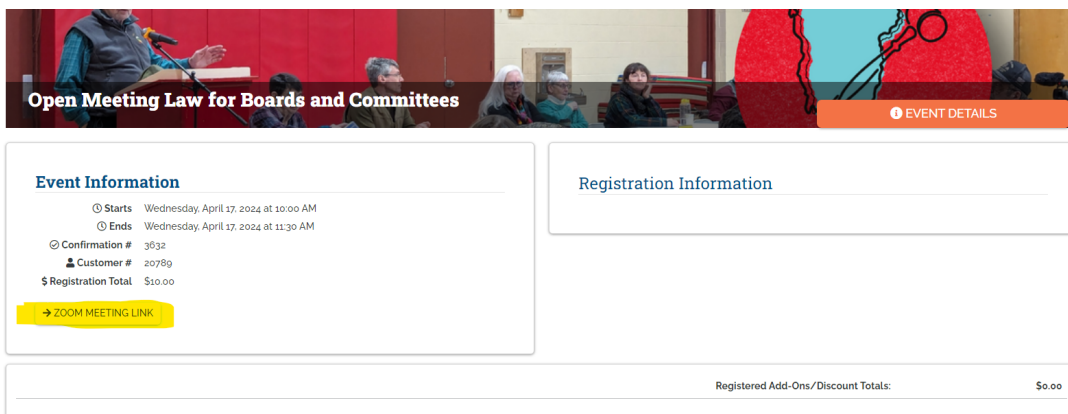 Open Meeting Law for Boards and Committees
EVENT DETAILS
Event Information
Starts Wednesday, April 17, 2024 at 10:00 AM
Ends Wednesday, April 17, 2024 at 11:30 AM
Confirmation # 3632
Customer # 20789
$ Registration Total $10.00
→ ZOOM MEETING LINK
Registration Information
Registered Add-Ons/Discount Totals: $0.00